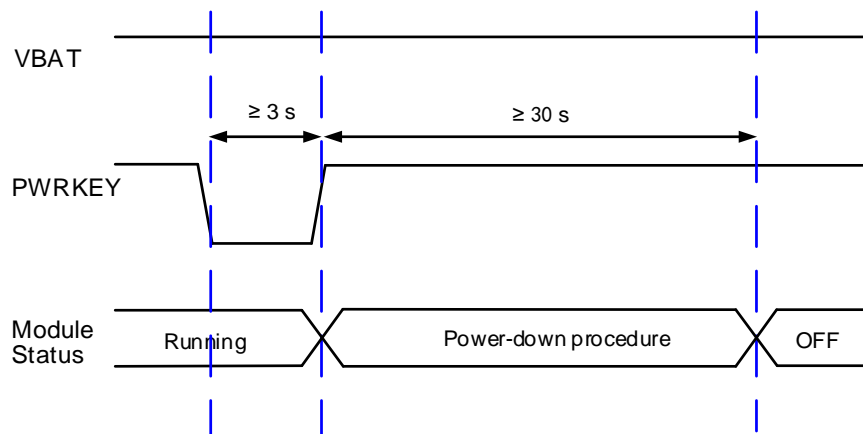 VBAT
≥ 3 s
≥ 30 s
PWRKEY
Module
Status
Running
Power-down procedure
OFF